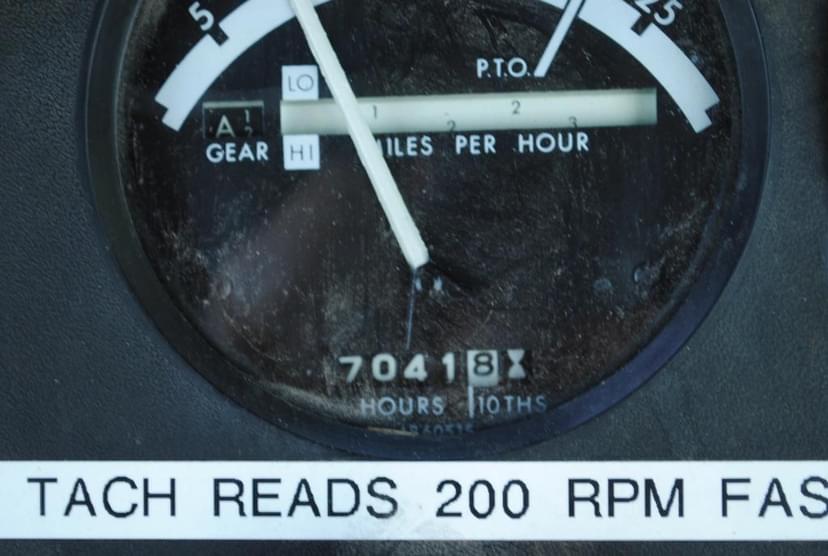 5 25
P.T.O.
LO
A 1 2
1 2
2 3
GEAR HI MILES PER HOUR
70418
HOURS 10THS
TACH READS 200 RPM FAS